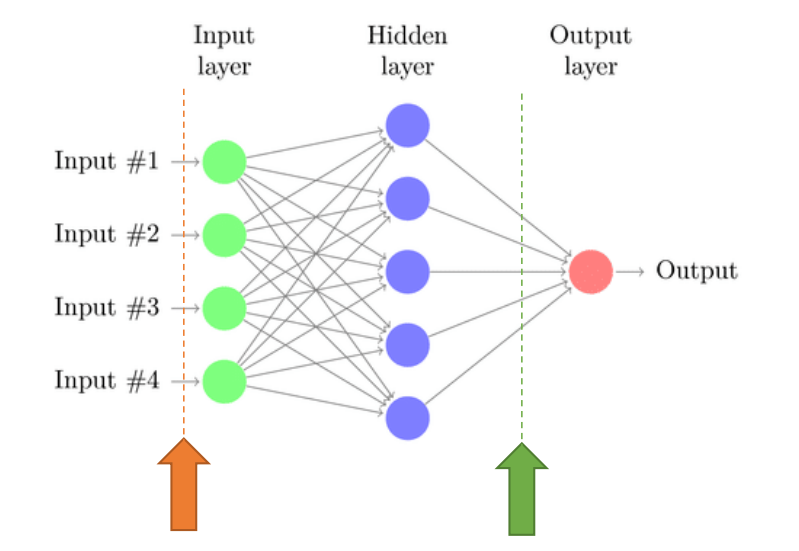 Input
layer
Hidden
layer
Output
layer
Input #1
Input #2
Input #3
Input #4
Output